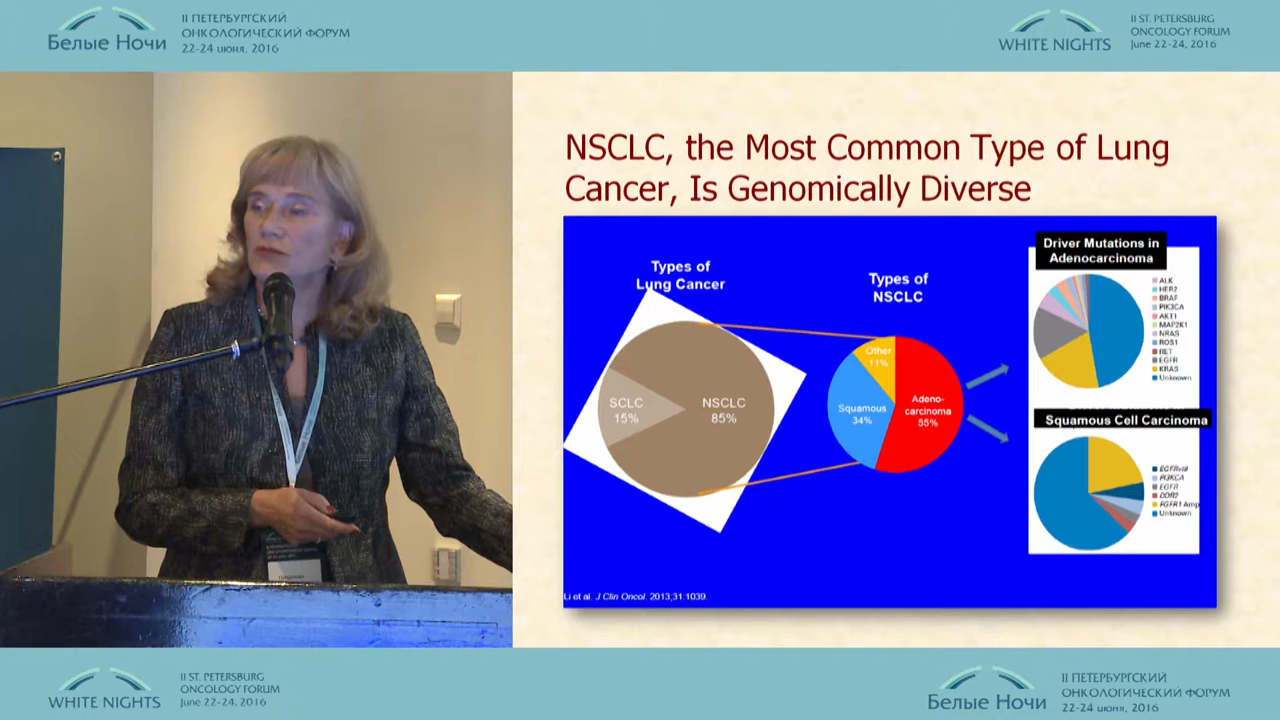 Белые Ночи
II ПЕТЕРБУРГСКИЙ
ОНКОЛОГИЧЕСКИЙ ФОРУМ
22-24 июня, 2016
WHITE NIGHTS
II ST. PETERSBURG
ONCOLOGY FORUM
June 22-24, 2016
NSCLC, the Most Common Type of Lung
Cancer, Is Genomically Diverse
Types of
Lung Cancer
SCLC
15%
NSCLC
85%
Types of
NSCLC
Other
11%
Squamous
34%
Adeno-
carcinoma
55%
Driver Mutations in
Adenocarcinoma
ALK
HER2
BRAF
PIK3CA
AKT1
MAP2K1
NRAS
ROS1
RET
EGFR
KRAS
Unknown
Squamous Cell Carcinoma
EGFRvIII
PI3KCA
EGFR
DDR2
FGFR1 Amp
Unknown
Li et al. J Clin Oncol. 2013;31:1039.
WHITE NIGHTS
II ST. PETERSBURG
ONCOLOGY FORUM
June 22-24, 2016
Белые Ночи
II ПЕТЕРБУРГСКИЙ
ОНКОЛОГИЧЕСКИЙ ФОРУМ
22-24 июня, 2016